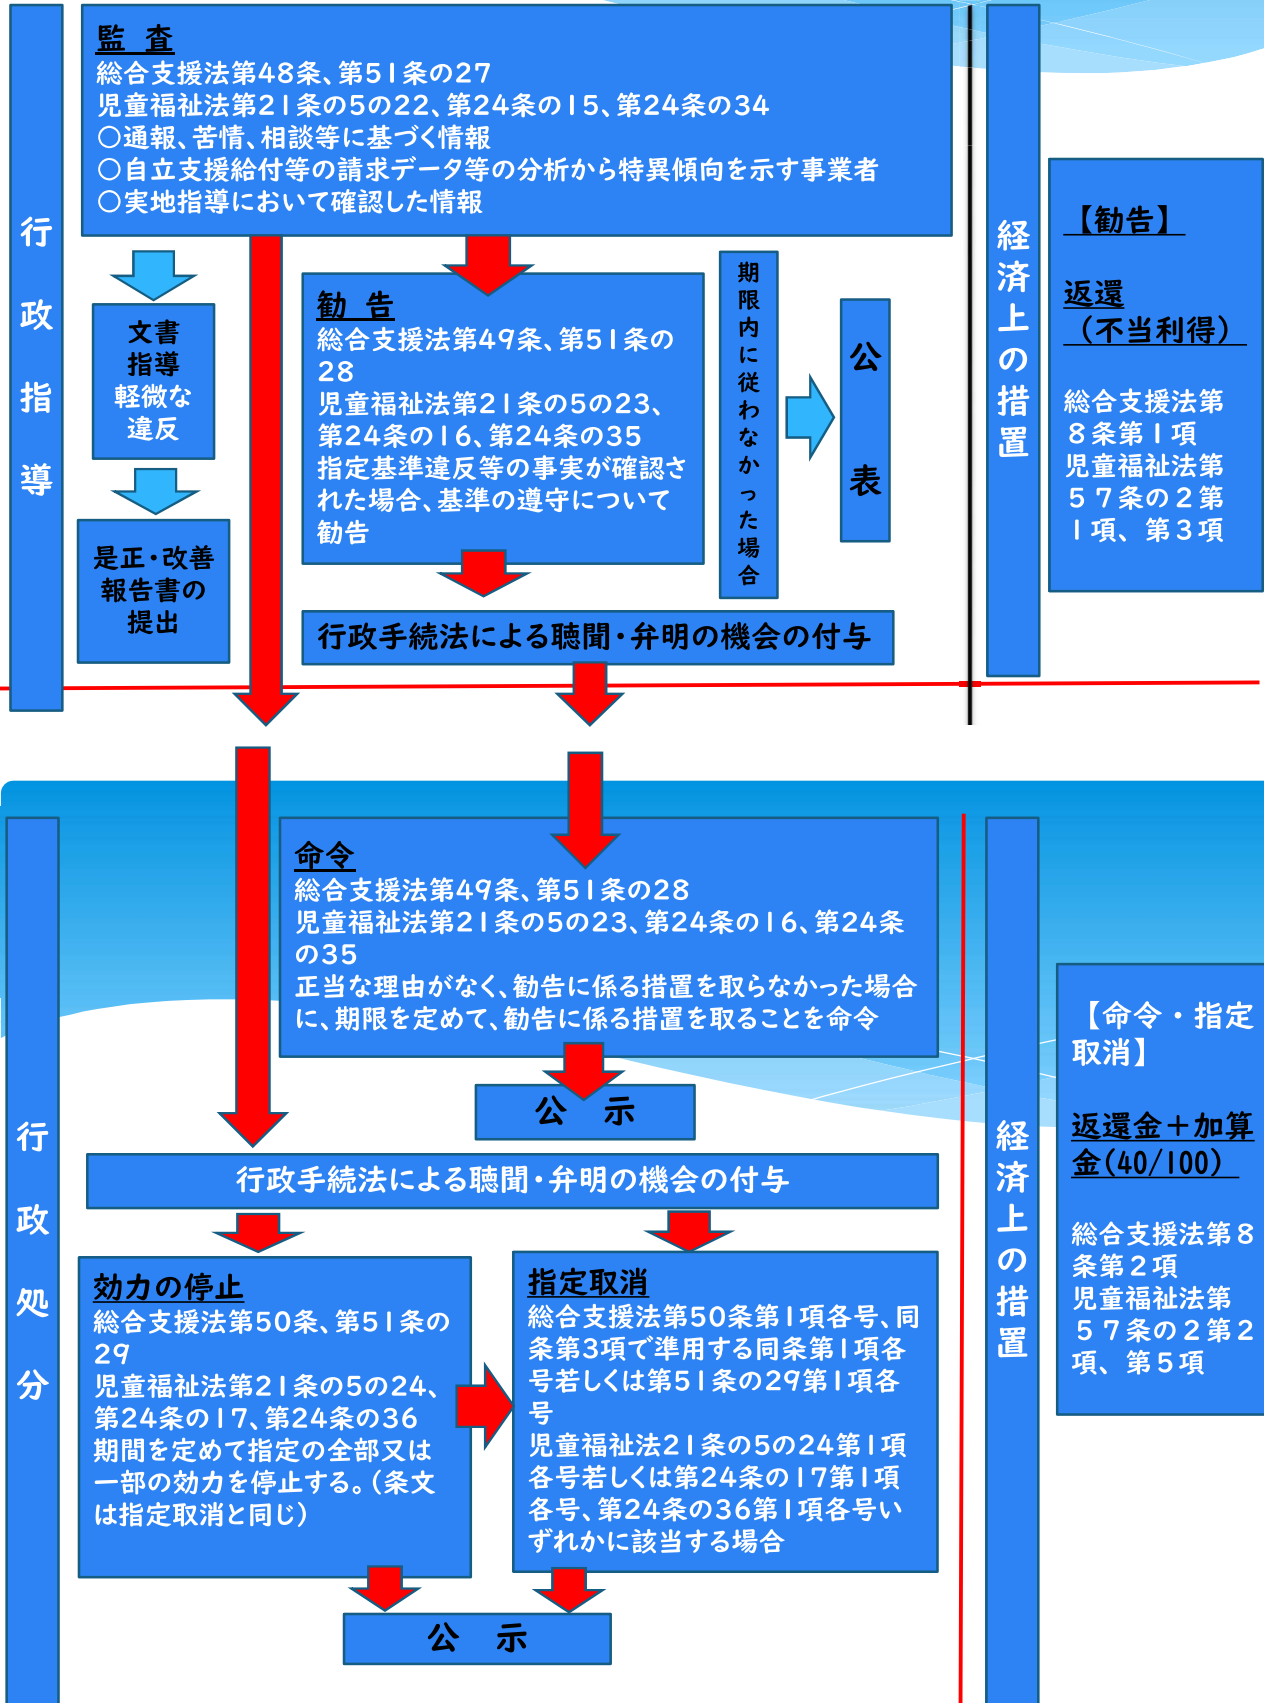 行政指導
監 査
総合支援法第48条、第51条の27
児童福祉法第21条の5の22、第24条の15、第24条の34
○通報、苦情、相談等に基づく情報
○自立支援給付等の請求データ等の分析から特異傾向を示す事業者
○実地指導において確認した情報
文書
指導
軽微な
違反
是正・改善
報告書の
提出
勧 告
総合支援法第49条、第51条の
28
児童福祉法第21条の5の23、
第24条の16、第24条の35
指定基準違反等の事実が確認さ
れた場合、基準の遵守について
勧告
期限内に従わなかった場合
公表
行政手続法による聴聞・弁明の機会の付与
経済上の措置
【勧告】
返還
（不当利得）
総合支援法第
８条第１項
児童福祉法第
５７条の２第
１項、第３項
行政処分
命令
総合支援法第49条、第51条の28
児童福祉法第21条の5の23、第24条の16、第24条
の35
正当な理由がなく、勧告に係る措置を取らなかった場合
に、期限を定めて、勧告に係る措置を取ることを命令
公　示
行政手続法による聴聞・弁明の機会の付与
効力の停止
総合支援法第50条、第51条の
29
児童福祉法第21条の5の24、
第24条の17、第24条の36
期間を定めて指定の全部又は
一部の効力を停止する。（条文
は指定取消と同じ）
指定取消
総合支援法第50条第1項各号、同
条第3項で準用する同条第1項各
号若しくは第51条の29第1項各
号
児童福祉法21条の5の24第1項
各号若しくは第24条の17第1項
各号、第24条の36第1項各号い
ずれかに該当する場合
公　示
経済上の措置
【命令・指定
取消】
返還金＋加算
金(40/100)
総合支援法第８
条第２項
児童福祉法第
５７条の２第２
項、第５項